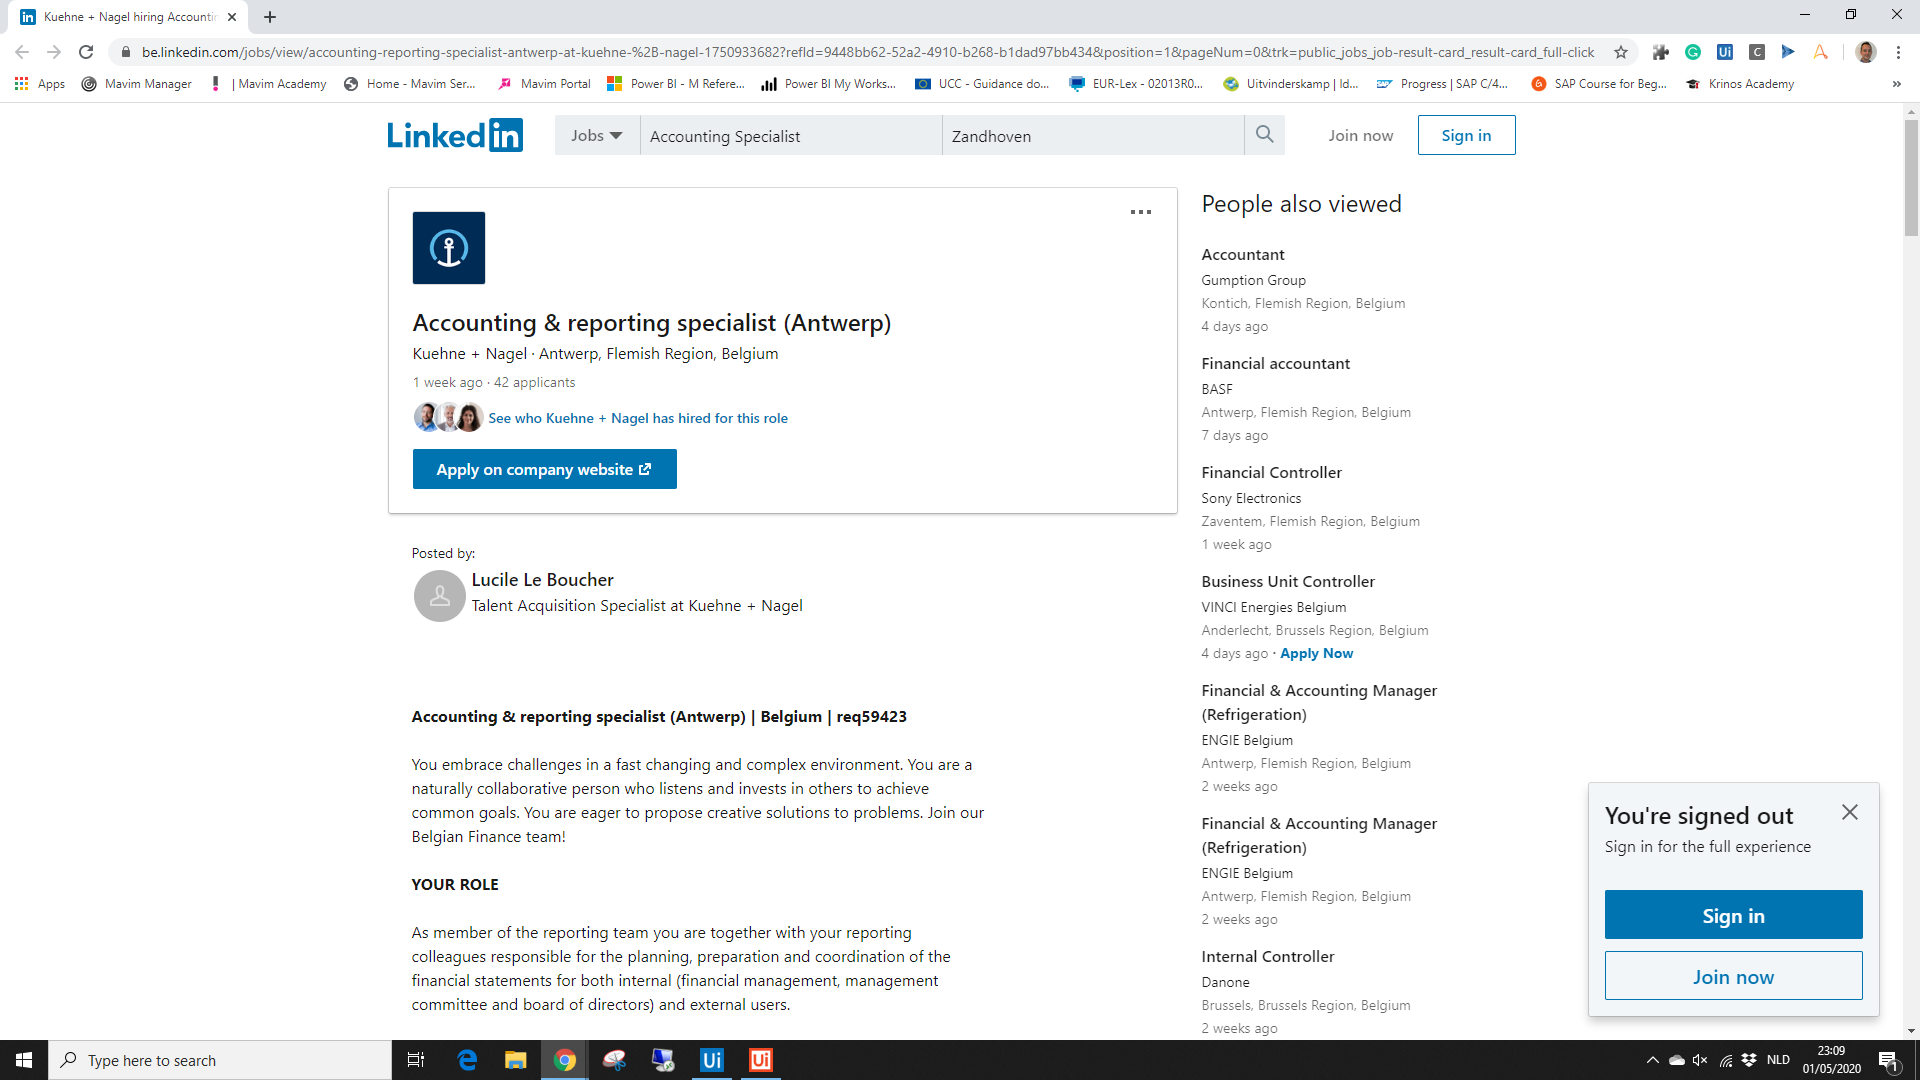 Kuehne + Nagel hiring Accountin
be.linkedin.com/jobs/view/accounting-reporting-specialist-antwerp-at-kuehne-%2B-nagel-1750933682?refId=9448bb62-52a2-4910-b268-b1dad97bb434&position=1&pageNum=0&trk=public_jobs_job-result-card_result-card_full-click
Apps Mavim Manager | Mavim Academy Home - Mavim Ser... Mavim Portal Power BI - M Refere... Power BI My Works... UCC - Guidance do... EUR-Lex - 02013R0... Uitvinderskamp | Id... Progress | SAP C/4... SAP Course for Beg... Krinos Academy »
Linkedin Jobs Accounting Specialist Zandhoven Join now Sign in
Accounting & reporting specialist (Antwerp)
Kuehne + Nagel · Antwerp, Flemish Region, Belgium
1 week ago · 42 applicants
See who Kuehne + Nagel has hired for this role
Apply on company website
Posted by:
Lucile Le Boucher
Talent Acquisition Specialist at Kuehne + Nagel
Accounting & reporting specialist (Antwerp) | Belgium | req59423
You embrace challenges in a fast changing and complex environment. You are a
naturally collaborative person who listens and invests in others to achieve
common goals. You are eager to propose creative solutions to problems. Join our
Belgian Finance team!
YOUR ROLE
As member of the reporting team you are together with your reporting
colleagues responsible for the planning, preparation and coordination of the
financial statements for both internal (financial management, management
committee and board of directors) and external users.
People also viewed
Accountant
Gumption Group
Kontich, Flemish Region, Belgium
4 days ago
Financial accountant
BASF
Antwerp, Flemish Region, Belgium
7 days ago
Financial Controller
Sony Electronics
Zaventem, Flemish Region, Belgium
1 week ago
Business Unit Controller
VINCI Energies Belgium
Anderlecht, Brussels Region, Belgium
4 days ago · Apply Now
Financial & Accounting Manager
(Refrigeration)
ENGIE Belgium
Antwerp, Flemish Region, Belgium
2 weeks ago
Financial & Accounting Manager
(Refrigeration)
ENGIE Belgium
Antwerp, Flemish Region, Belgium
2 weeks ago
Internal Controller
Danone
Brussels, Brussels Region, Belgium
2 weeks ago
You're signed out
Sign in for the full experience
Sign in
Join now
Type here to search
Ui
Ui
NLD
23:09
01/05/2020
1